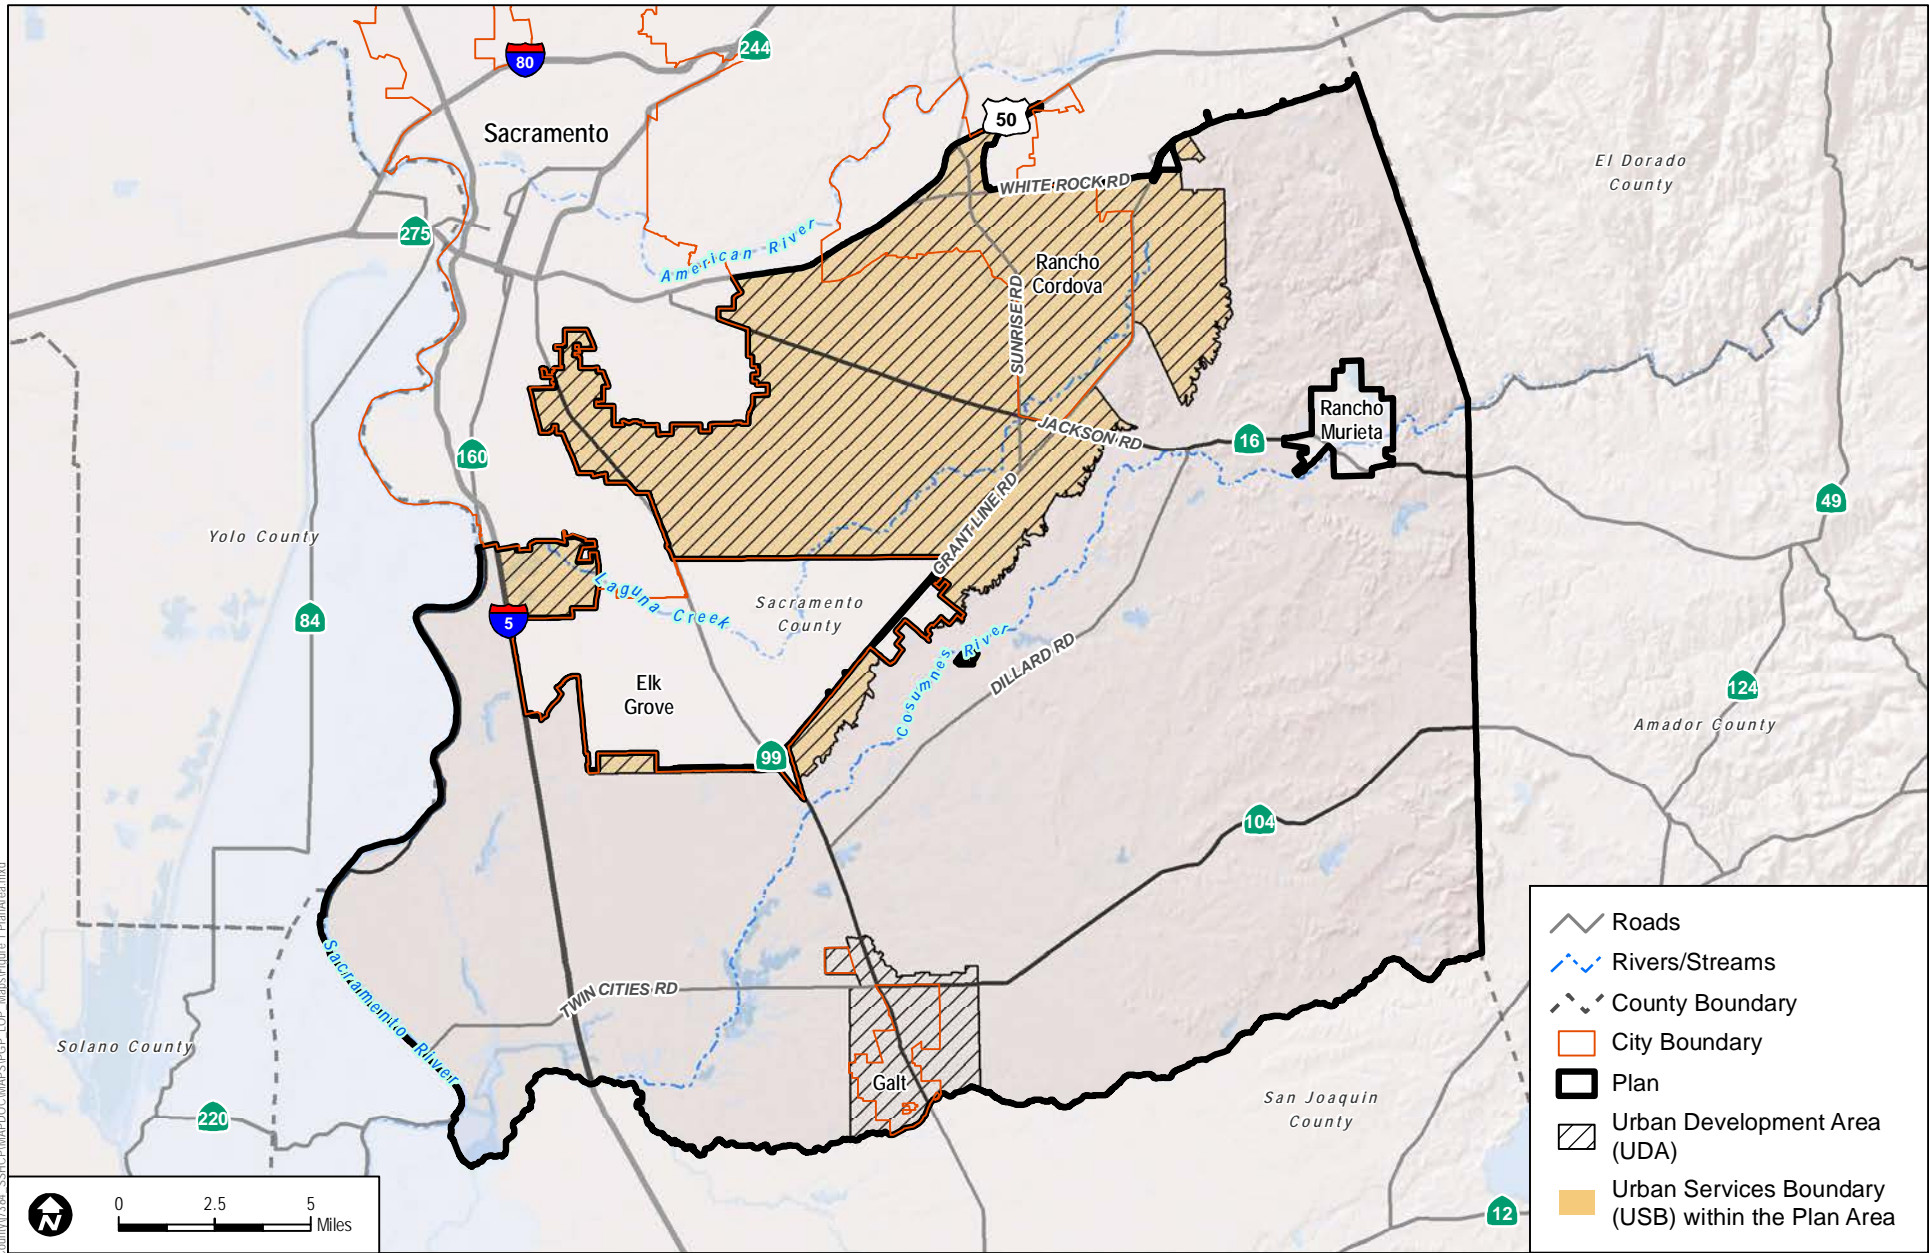 80
244
Sacramento
50
El Dorado
County
WHITE ROCK RD
275
American River
Rancho
Cordova
SUNRISE RD
Rancho
Murieta
JACKSON RD
16
160
49
GRANT LINE RD
Yolo County
Laguna Creek
Sacramento
County
84
5
Cosumnes River
DILLARD RD
Elk
Grove
124
Amador County
99
104
TWIN CITIES RD
Sacramento River
Solano County
Galt
San Joaquin
County
220
12
Roads
Rivers/Streams
County Boundary
City Boundary
Plan
Urban Development Area
(UDA)
Urban Services Boundary
(USB) within the Plan Area
N
0 2.5 5
Miles